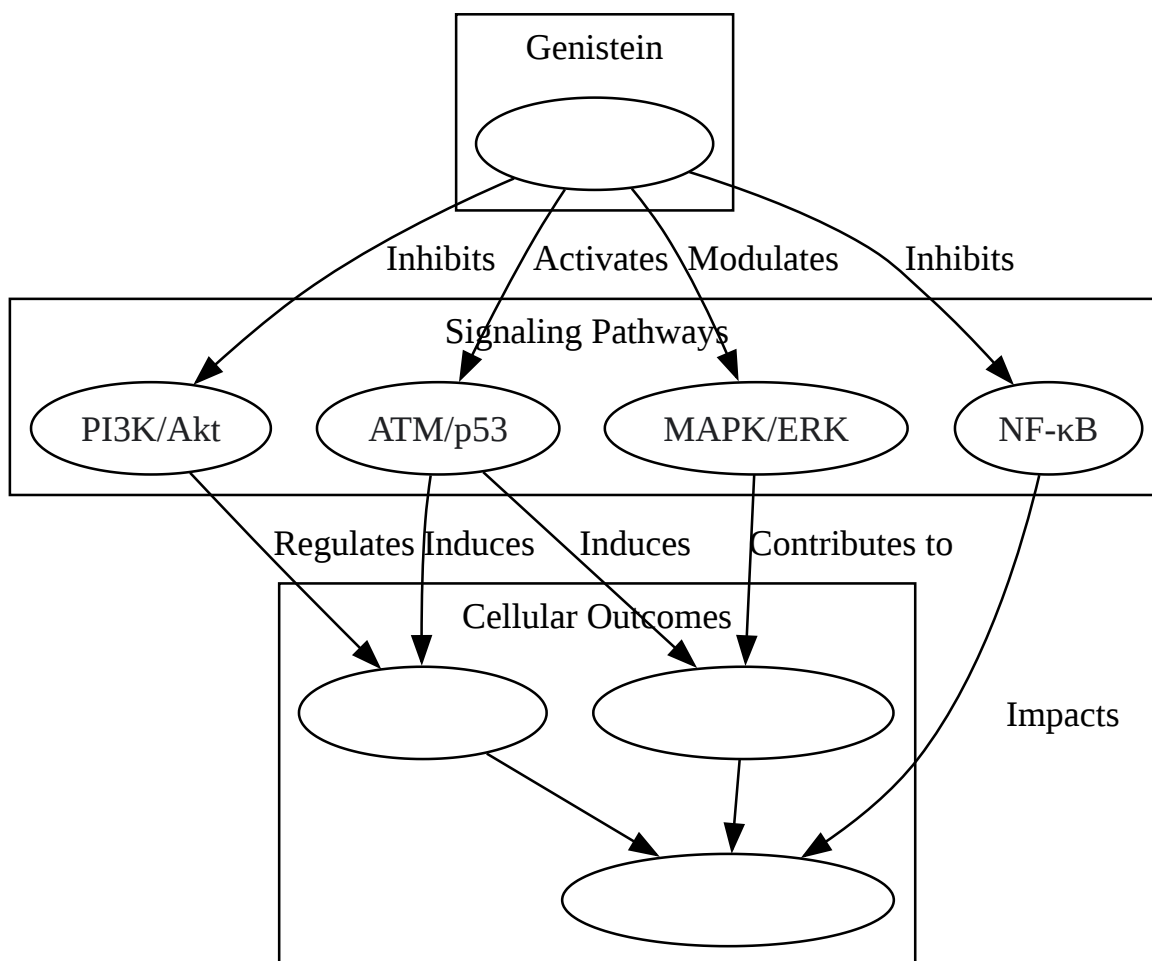 Genistein
Inhibits
Activates
Modulates
Inhibits
Signaling Pathways
PI3K/Akt
ATM/p53
MAPK/ERK
NF-κB
Regulates
Induces
Induces
Contributes to
Cellular Outcomes
Impacts